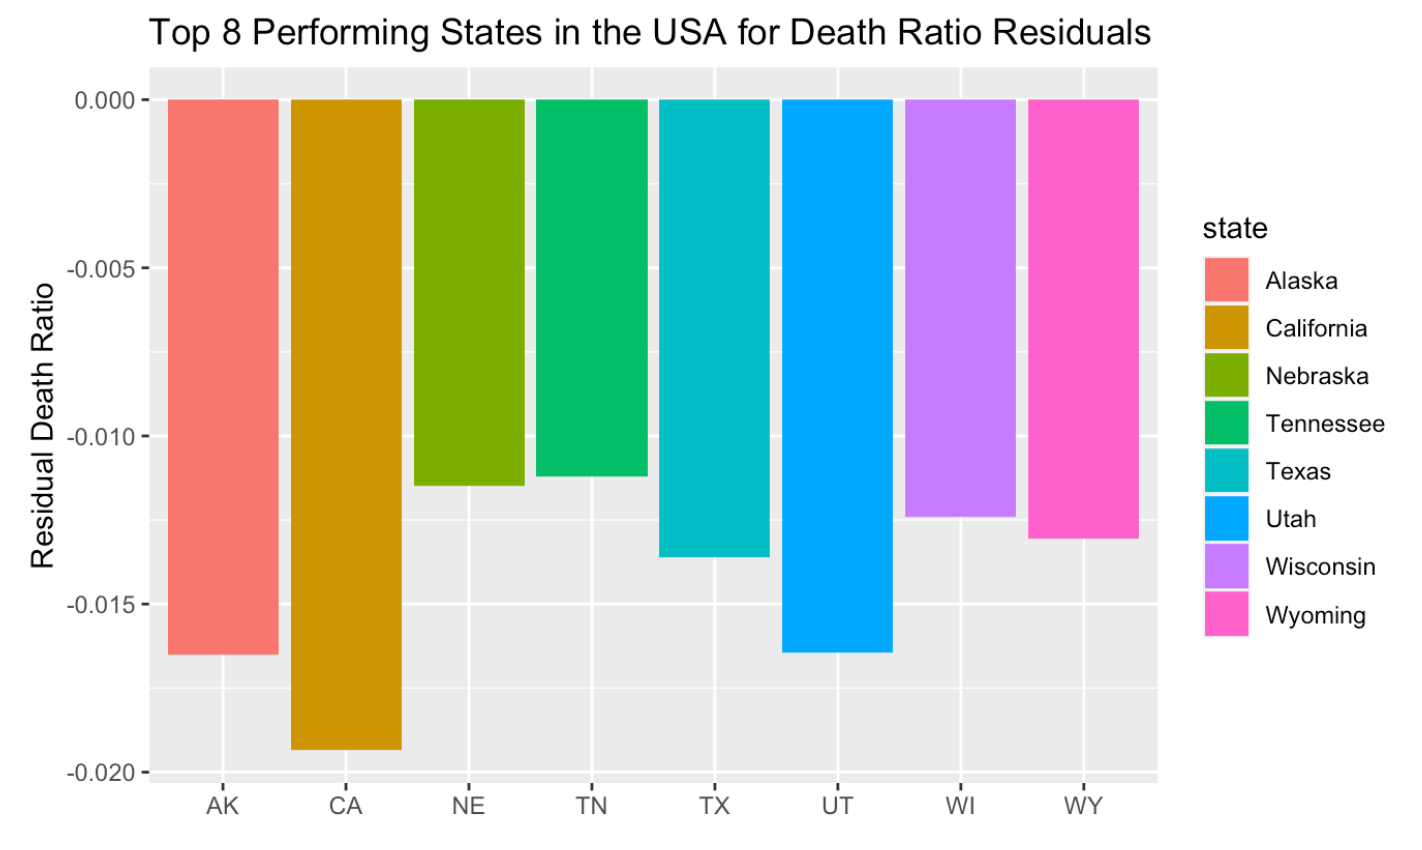 Top 8 Performing States in the USA for Death Ratio Residuals
Residual Death Ratio
0.000
-0.005
-0.010
-0.015
-0.020
AK CA NE TN TX UT WI WY
state
Alaska
California
Nebraska
Tennessee
Texas
Utah
Wisconsin
Wyoming